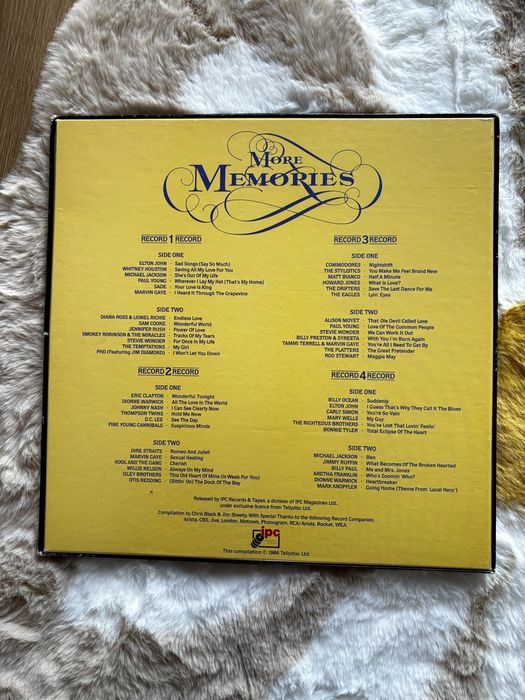 MORE
MEMORIES
RECORD 1 RECORD
SIDE ONE
ELTON JOHN - Sad Songs (Say So Much)
WHITNEY HOUSTON - Saving All My Love For You
MICHAEL JACKSON - She's Out Of My Life
PAUL YOUNG - Wherever I Lay My Hat (That's My Home)
SADE - Your Love Is King
MARVIN GAYE - I Heard It Through The Grapevine
SIDE TWO
DIANA ROSS & LIONEL RICHIE - Endless Love
SAM COOKE - Wonderful World
JENNIFER RUSH - Power Of Love
SMOKEY ROBINSON & THE MIRACLES - Tracks Of My Tears
STEVIE WONDER - For Once In My Life
THE TEMPTATIONS - My Girl
PHD (Featuring JIM DIAMOND) - I Won't Let You Down
RECORD 2 RECORD
SIDE ONE
ERIC CLAPTON - Wonderful Tonight
DIONNE WARWICK - All The Love In The World
JOHNNY NASH - I Can See Clearly Now
THOMPSON TWINS - Hold Me Now
D.C. LEE - See The Day
FINE YOUNG CANNIBALS - Suspicious Minds
SIDE TWO
DIRE STRAITS - Romeo And Juliet
MARVIN GAYE - Sexual Healing
KOOL AND THE GANG - Cherish
WILLIE NELSON - Always On My Mind
ISLEY BROTHERS - This Old Heart Of Mine (Is Weak For You)
OTIS REDDING - (Sittin' On) The Dock Of The Bay
RECORD 3 RECORD
SIDE ONE
COMMODORES - Nightshift
THE STYLISTICS - You Make Me Feel Brand New
MATT BIANCO - Half A Minute
HOWARD JONES - What Is Love?
THE DRIFTERS - Save The Last Dance For Me
THE EAGLES - Lyin' Eyes
SIDE TWO
ALISON MOYET - That Ole Devil Called Love
PAUL YOUNG - Love Of The Common People
STEVIE WONDER - We Can Work It Out
BILLY PRESTON & SYREETA - With You I'm Born Again
TAMMI TERRELL & MARVIN GAYE - You're All I Need To Get By
THE PLATTERS - The Great Pretender
ROD STEWART - Maggie May
RECORD 4 RECORD
SIDE ONE
BILLY OCEAN - Suddenly
ELTON JOHN - I Guess That's Why They Call It The Blues
CARLY SIMON - You're So Vain
MARY WELLS - My Guy
THE RIGHTEOUS BROTHERS - You've Lost That Lovin' Feelin'
BONNIE TYLER - Total Eclipse Of The Heart
SIDE TWO
MICHAEL JACKSON - Ben
JIMMY RUFFIN - What Becomes Of The Broken Hearted
BILLY PAUL - Me and Mrs. Jones
ARETHA FRANKLIN - Who's Zoomin' Who?
DIONNE WARWICK - Heartbreaker
MARK KNOPFLER - Going Home (Theme From 'Local Hero')
Released by IPC Records & Tapes, a division of IPC Magazines Ltd.,
under exclusive licence from Tellydisc Ltd.
Compilation by Chris Black & Jim Sheehy. With Special Thanks to the following Record Companies.
Arista, CBS, Jive, London, Motown, Phonogram, RCA/Ariola, Rocket, WEA.
ipc
This compilation © 1986 Tellydisc Ltd.